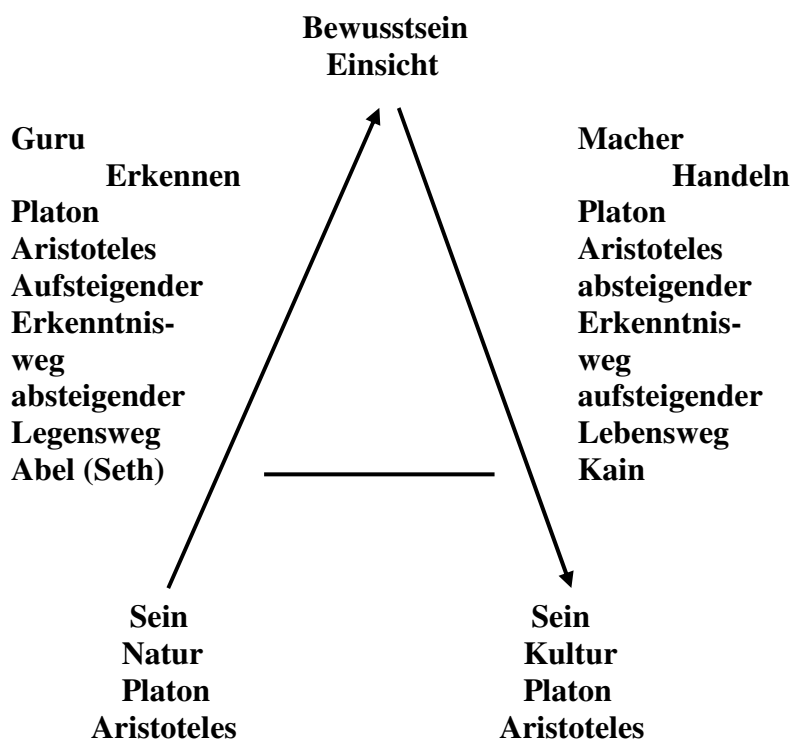 Bewusstsein
Einsicht
Guru
Erkennen
Platon
Aristoteles
Aufsteigender
Erkenntnis-
weg
absteigender
Legensweg
Abel (Seth)
Macher
Handeln
Platon
Aristoteles
absteigender
Erkenntnis-
weg
aufsteigender
Lebensweg
Kain
Sein
Natur
Platon
Aristoteles
Sein
Kultur
Platon
Aristoteles